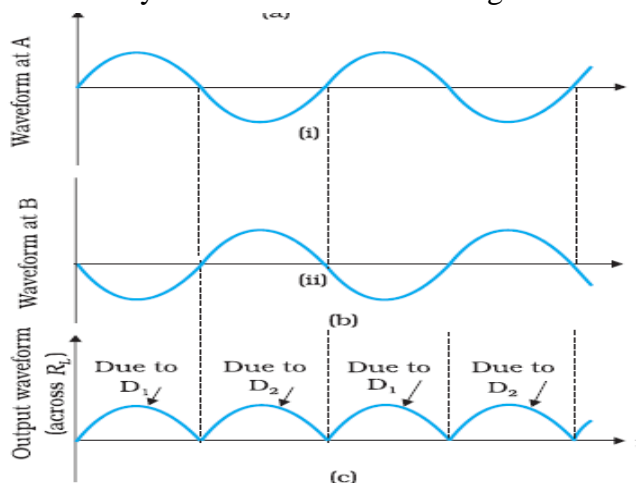 (a)
Waveform at A
(i)
Waveform at B
(ii)
(b)
Output waveform
(across R_L)
Due to
D₁
Due to
D₂
Due to
D₁
Due to
D₂
(c)